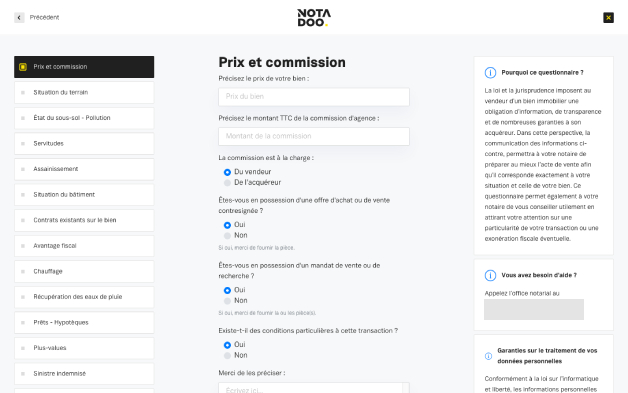 Précédent
NOTA
DOO.
Prix et commission
Situation du terrain
État du sous-sol - Pollution
Servitudes
Assainissement
Situation du bâtiment
Contrats existants sur le bien
Avantage fiscal
Chauffage
Récupération des eaux de pluie
Prêts – Hypotèques
Plus-values
Sinistre indemnisé
Prix et commission
Précisez le prix de votre bien :
Prix du bien
Précisez le montant TTC de la commission d'agence :
Montant de la commission
La commission est à la charge :
Du vendeur
De l'acquéreur
Êtes-vous en possession d'une offre d'achat ou de vente
contresignée ?
Oui
Non
Si oui, merci de fournir la pièce.
Êtes-vous en possession d'un mandat de vente ou de
recherche ?
Oui
Non
Si oui, merci de fournir la ou les pièce(s).
Existe-t-il des conditions particulières à cette transaction ?
Oui
Non
Merci de les préciser :
Écrivez ici...
Pourquoi ce questionnaire ?
La loi et la jurisprudence imposent au
vendeur d'un bien immobilier une
obligation d'information, de transparence
et de nombreuses garanties à son
acquéreur. Dans cette perspective, la
communication des informations ci-
contre, permettra à votre notaire de
préparer au mieux l'acte de vente afin
qu'il corresponde exactement à votre
situation et celle de votre bien. Ce
questionnaire permet également à votre
notaire de vous conseiller utilement en
attirant votre attention sur une
particularité de votre transaction ou une
exonération fiscale éventuelle.
Vous avez besoin d'aide ?
Appelez l'office notarial au
Garanties sur le traitement de vos
données personnelles
Conformément à la loi sur l'informatique
et liberté, les informations personnelles